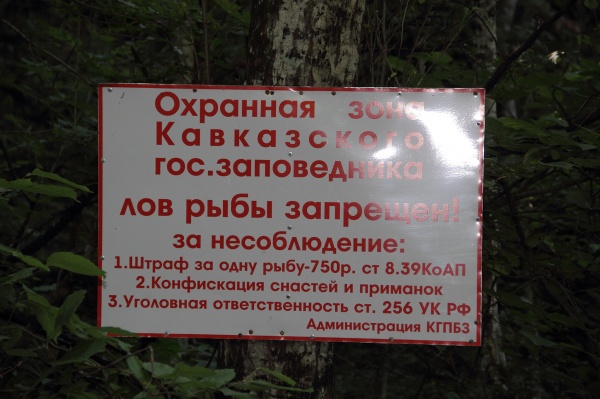 Охранная зона
Кавказского
гос.заповедника
лов рыбы запрещен!
за несоблюдение:
1.Штраф за одну рыбу-750р. ст 8.39КоАП
2.Конфискация снастей и приманок
3.Уголовная ответственность ст. 256 УК РФ
Администрация КГПБЗ